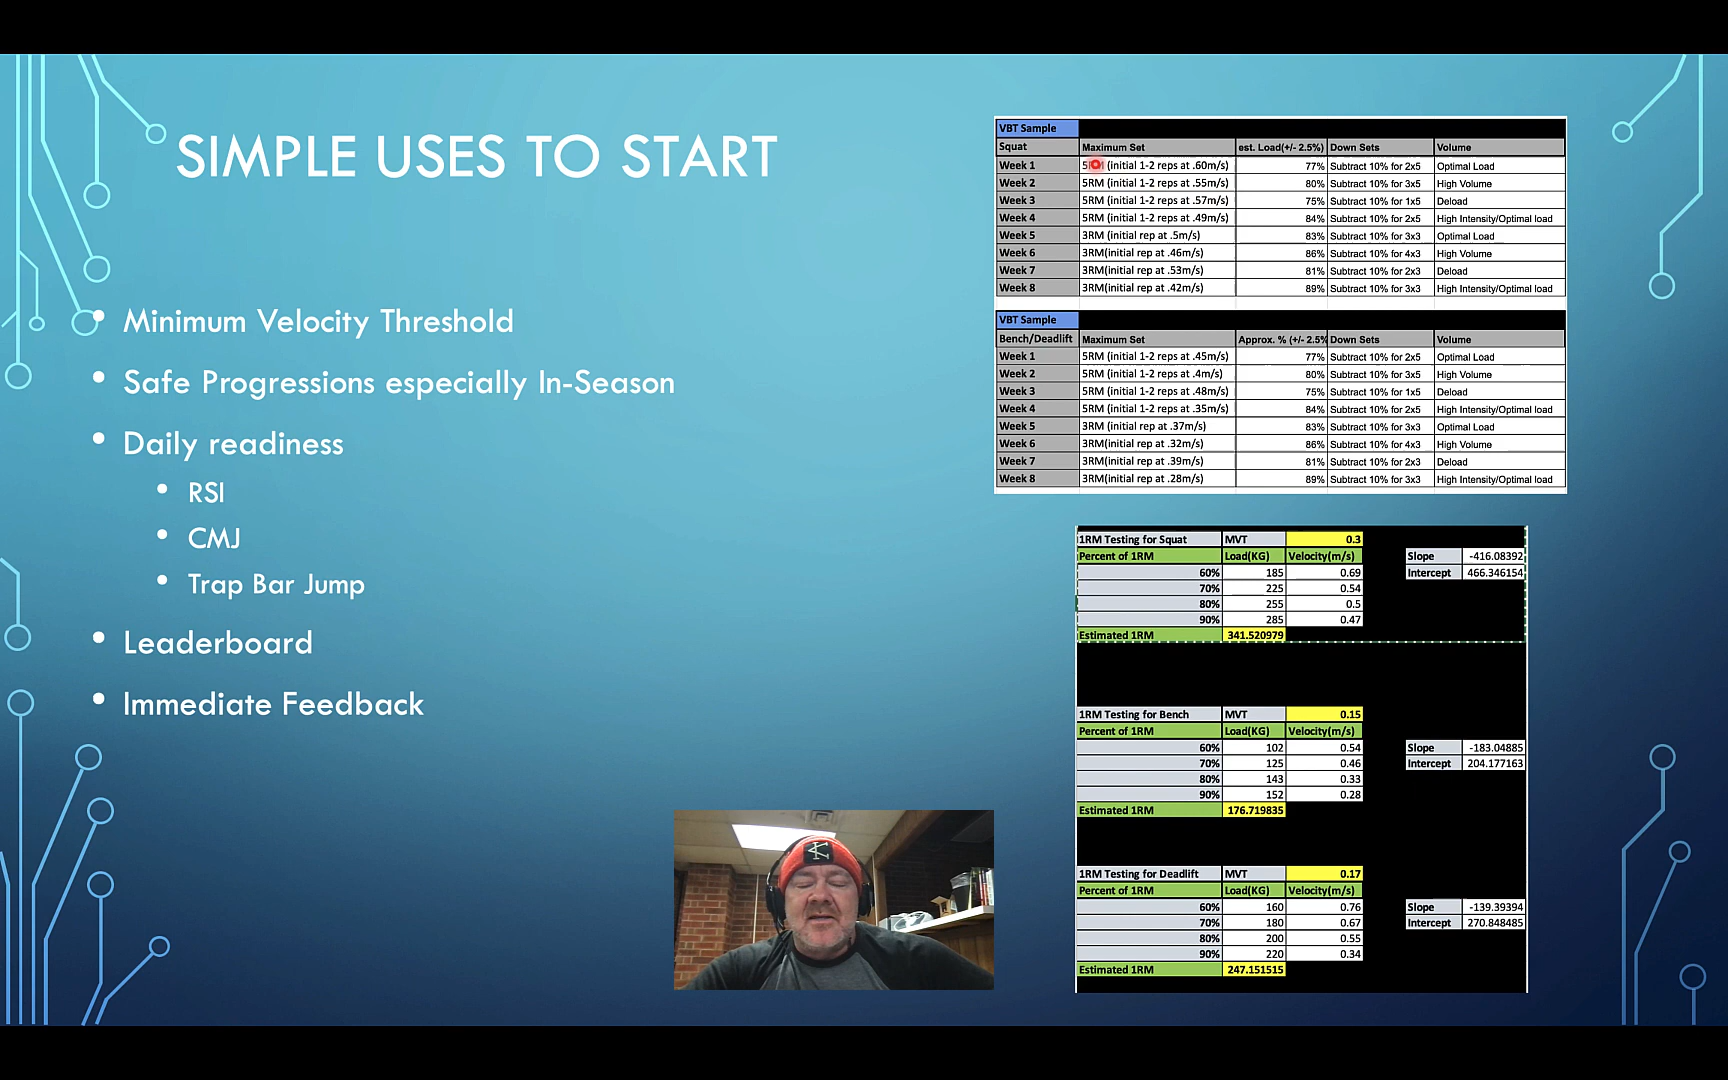 SIMPLE USES TO START
Minimum Velocity Threshold
Safe Progressions especially In-Season
Daily readiness
RSI
CMJ
Trap Bar Jump
Leaderboard
Immediate Feedback
VBT Sample
Squat Maximum Set est. Load(+/- 2.5%) Down Sets Volume
Week 1 (initial 1-2 reps at .60m/s) 77% Subtract 10% for 2x5 Optimal Load
Week 2 5RM (initial 1-2 reps at .55m/s) 80% Subtract 10% for 3x5 High Volume
Week 3 5RM (initial 1-2 reps at .57m/s) 75% Subtract 10% for 1x5 Deload
Week 4 5RM (initial 1-2 reps at .49m/s) 84% Subtract 10% for 2x5 High Intensity/Optimal load
Week 5 3RM (initial rep at .5m/s) 83% Subtract 10% for 3x3 Optimal Load
Week 6 3RM(initial rep at .46m/s) 86% Subtract 10% for 4x3 High Volume
Week 7 3RM(initial rep at .53m/s) 81% Subtract 10% for 2x3 Deload
Week 8 3RM(initial rep at .42m/s) 89% Subtract 10% for 3x3 High Intensity/Optimal load
VBT Sample
Bench/Deadlift Maximum Set Approx. % (+/- 2.5% Down Sets Volume
Week 1 5RM (initial 1-2 reps at .45m/s) 77% Subtract 10% for 2x5 Optimal Load
Week 2 5RM (initial 1-2 reps at .4m/s) 80% Subtract 10% for 3x5 High Volume
Week 3 5RM (initial 1-2 reps at .48m/s) 75% Subtract 10% for 1x5 Deload
Week 4 5RM (initial 1-2 reps at .35m/s) 84% Subtract 10% for 2x5 High Intensity/Optimal load
Week 5 3RM (initial rep at .37m/s) 83% Subtract 10% for 3x3 Optimal Load
Week 6 3RM(initial rep at .32m/s) 86% Subtract 10% for 4x3 High Volume
Week 7 3RM(initial rep at .39m/s) 81% Subtract 10% for 2x3 Deload
Week 8 3RM(initial rep at .28m/s) 89% Subtract 10% for 3x3 High Intensity/Optimal load
1RM Testing for Squat MVT 0.3
Percent of 1RM Load(KG) Velocity(m/s) Slope -416.08392
60% 185 0.69 Intercept 466.346154
70% 225 0.54
80% 255 0.5
90% 285 0.47
Estimated 1RM 341.520979
1RM Testing for Bench MVT 0.15
Percent of 1RM Load(KG) Velocity(m/s)
60% 102 0.54 Slope -183.04885
70% 125 0.46 Intercept 204.177163
80% 143 0.33
90% 152 0.28
Estimated 1RM 176.719835
1RM Testing for Deadlift MVT 0.17
Percent of 1RM Load(KG) Velocity(m/s)
60% 160 0.76 Slope -139.39394
70% 180 0.67 Intercept 270.848485
80% 200 0.55
90% 220 0.34
Estimated 1RM 247.151515